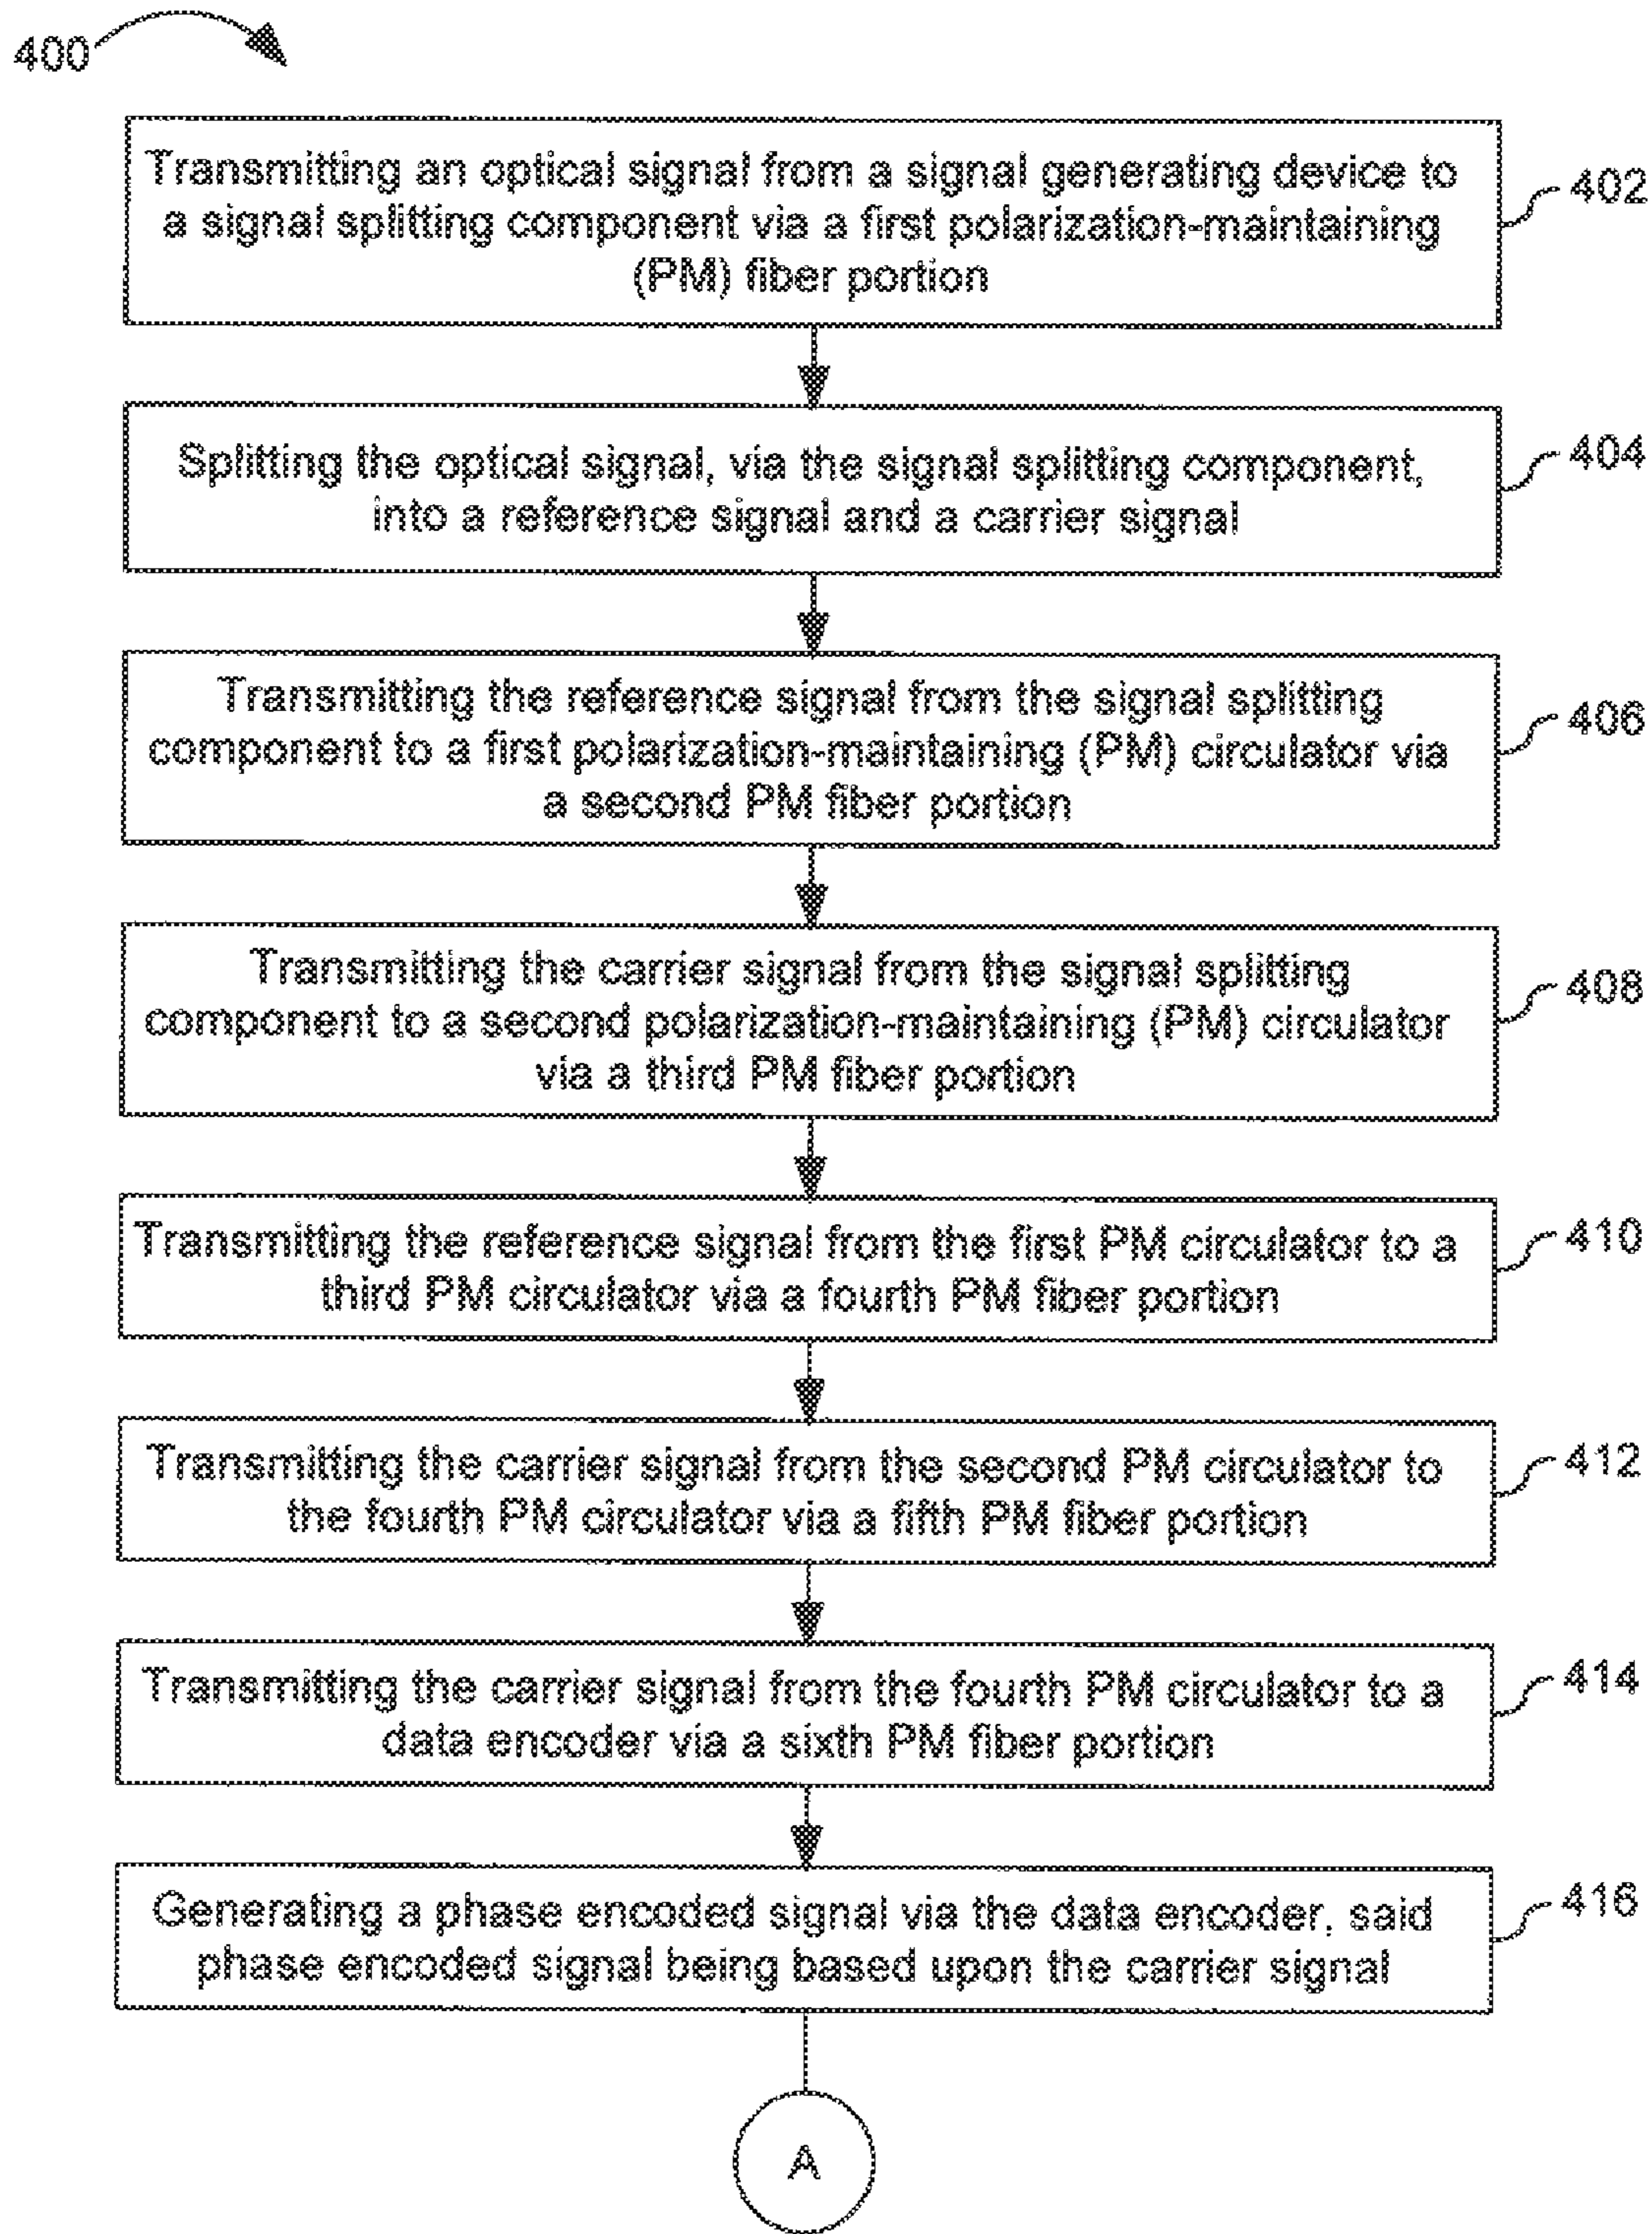 400
Transmitting an optical signal from a signal generating device to
a signal splitting component via a first polarization-maintaining
(PM) fiber portion
402
Splitting the optical signal, via the signal splitting component,
into a reference signal and a carrier signal
404
Transmitting the reference signal from the signal splitting
component to a first polarization-maintaining (PM) circulator via
a second PM fiber portion
406
Transmitting the carrier signal from the signal splitting
component to a second polarization-maintaining (PM) circulator
via a third PM fiber portion
408
Transmitting the reference signal from the first PM circulator to a
third PM circulator via a fourth PM fiber portion
410
Transmitting the carrier signal from the second PM circulator to
the fourth PM circulator via a fifth PM fiber portion
412
Transmitting the carrier signal from the fourth PM circulator to a
data encoder via a sixth PM fiber portion
414
Generating a phase encoded signal via the data encoder, said
phase encoded signal being based upon the carrier signal
416
A